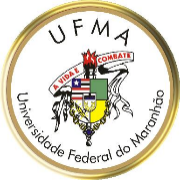 UFMA
A VIDA É COMBATE
Universidade Federal do Maranhão